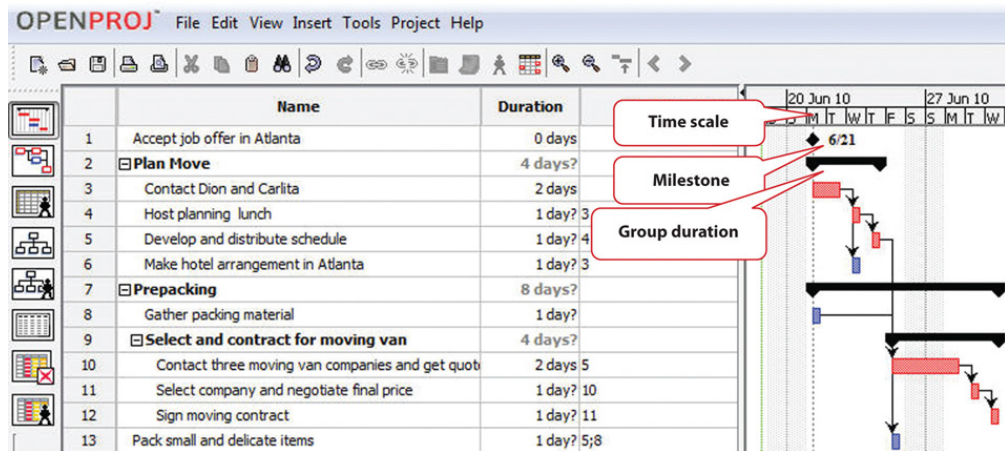 OPENPROJ™ File Edit View Insert Tools Project Help
Name Duration
20 Jun 10 27 Jun 10
M T W T F S S M T W
Time scale
1 Accept job offer in Atlanta 0 days
6/21
2 Plan Move 4 days?
Milestone
3 Contact Dion and Carlita 2 days
4 Host planning lunch 1 day? 3
Group duration
5 Develop and distribute schedule 1 day? 4
6 Make hotel arrangement in Atlanta 1 day? 3
7 Prepacking 8 days?
8 Gather packing material 1 day?
9 Select and contract for moving van 4 days?
10 Contact three moving van companies and get quot 2 days 5
11 Select company and negotiate final price 1 day? 10
12 Sign moving contract 1 day? 11
13 Pack small and delicate items 1 day? 5;8